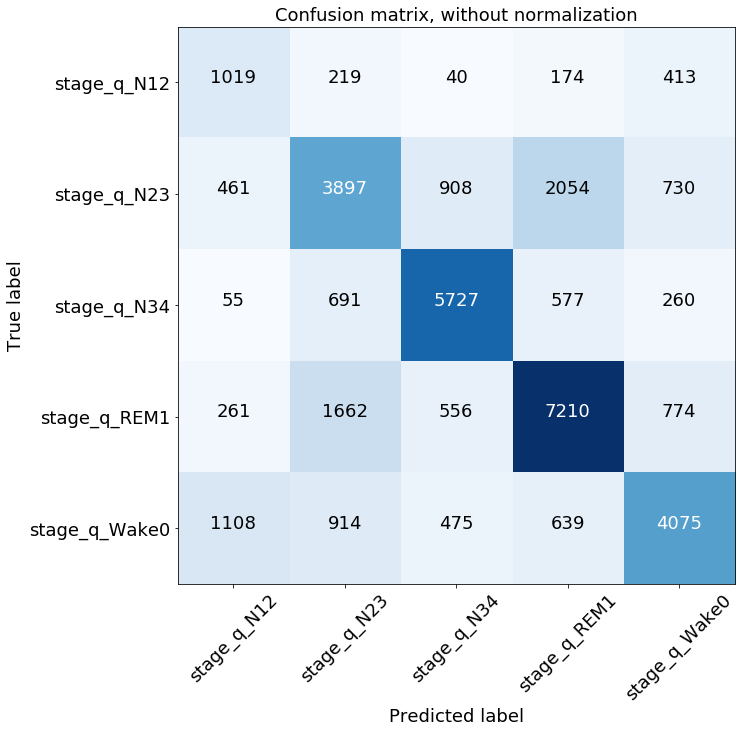 Confusion matrix, without normalization
True label
stage_q_N12 1019 219 40 174 413
stage_q_N23 461 3897 908 2054 730
stage_q_N34 55 691 5727 577 260
stage_q_REM1 261 1662 556 7210 774
stage_q_Wake0 1108 914 475 639 4075
stage_q_N12 stage_q_N23 stage_q_N34 stage_q_REM1 stage_q_Wake0
Predicted label